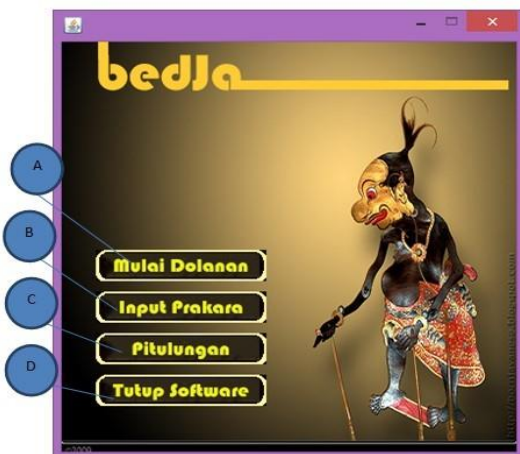 bedJa
A
Mulai Dolanan
B
Input Prakara
C
Pitulungan
D
Tutup Software